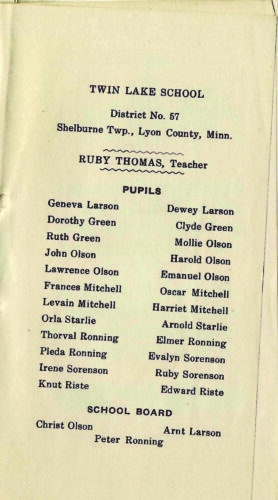 TWIN LAKE SCHOOL
District No. 57
Shelburne Twp., Lyon County, Minn.
RUBY THOMAS, Teacher
PUPILS
Geneva Larson Dewey Larson
Dorothy Green Clyde Green
Ruth Green Mollie Olson
John Olson Harold Olson
Lawrence Olson Emanuel Olson
Frances Mitchell Oscar Mitchell
Levain Mitchell Harriet Mitchell
Orla Starlie Arnold Starlie
Thorval Ronning Elmer Ronning
Pleda Ronning Evalyn Sorenson
Irene Sorenson Ruby Sorenson
Knut Riste Edward Riste
SCHOOL BOARD
Christ Olson Arnt Larson
Peter Ronning